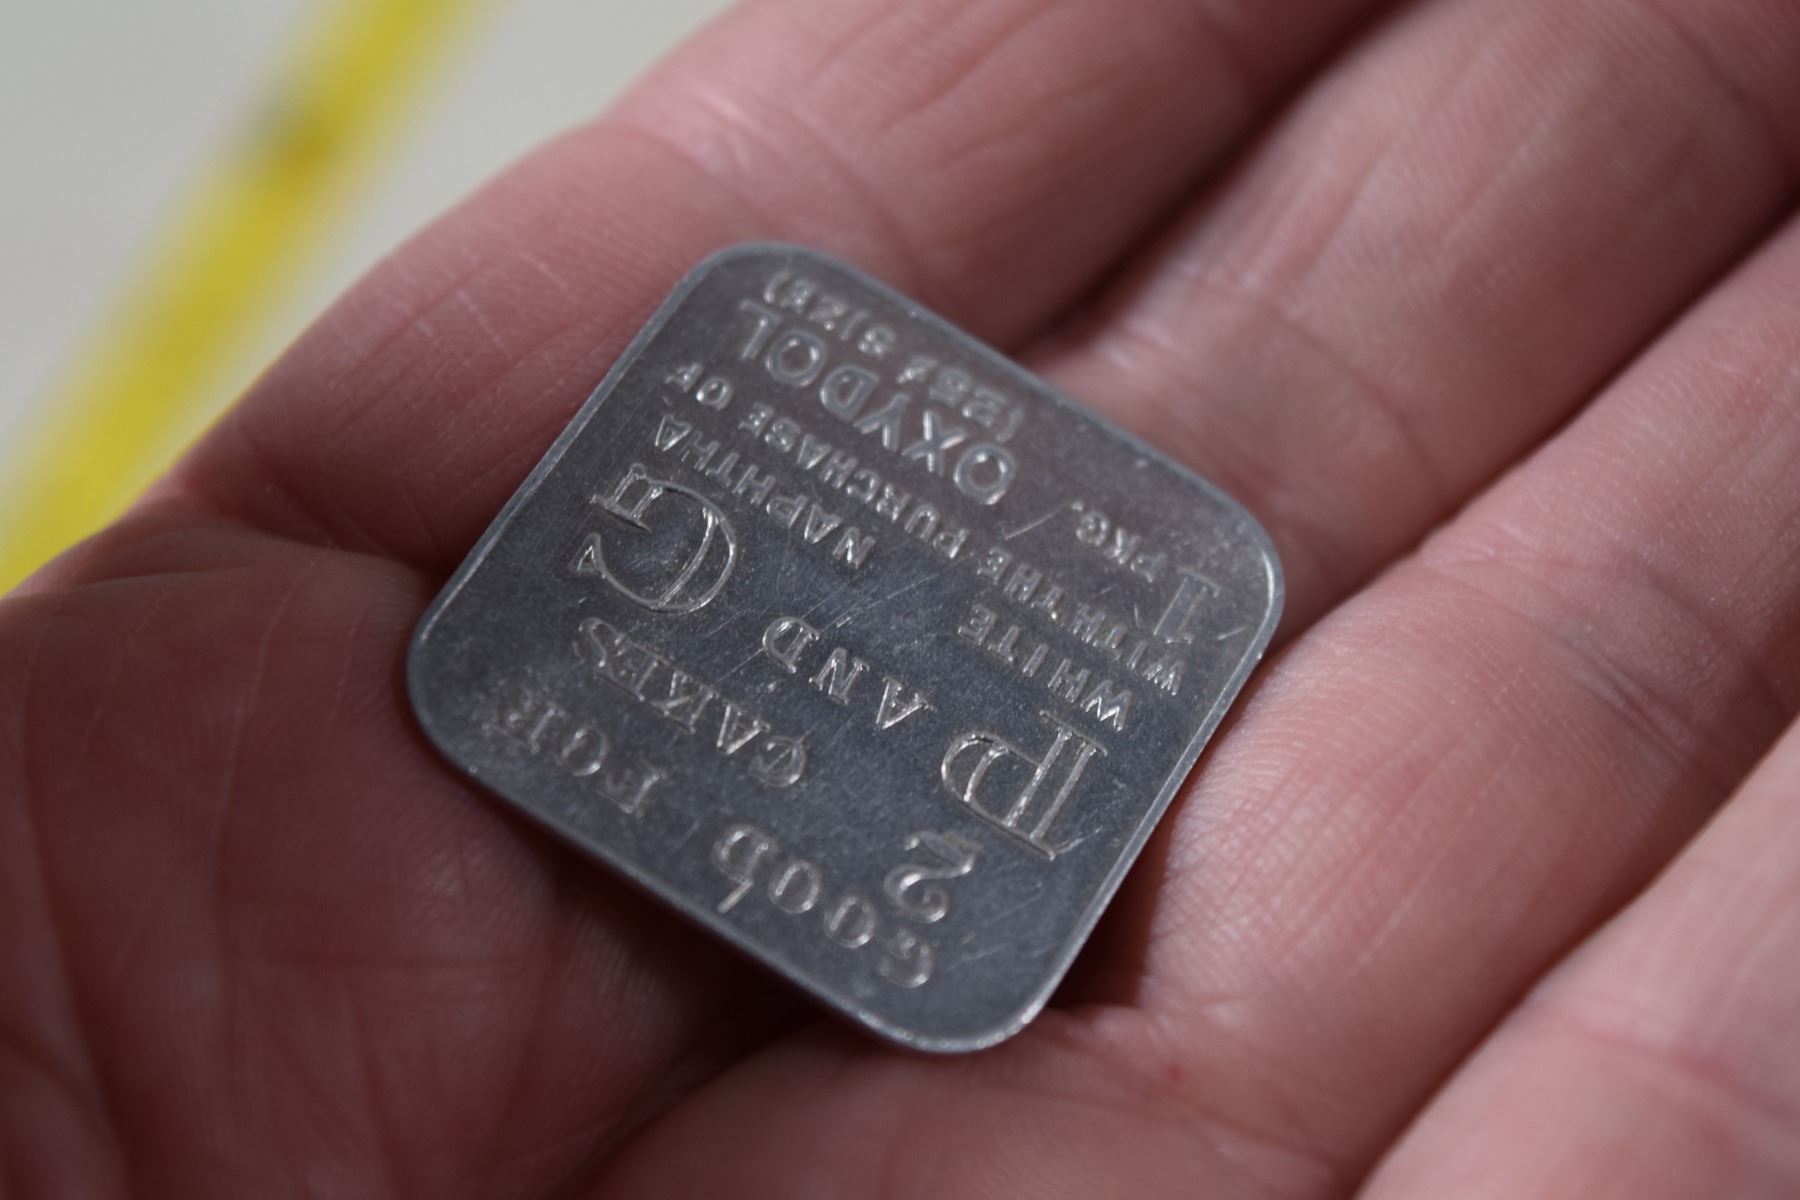 GOOD FOR
2 CAKES
P AND G
WHITE NAPHTHA
WITH THE PURCHASE OF
1 PKG. OXYDOL
(25¢ SIZE)